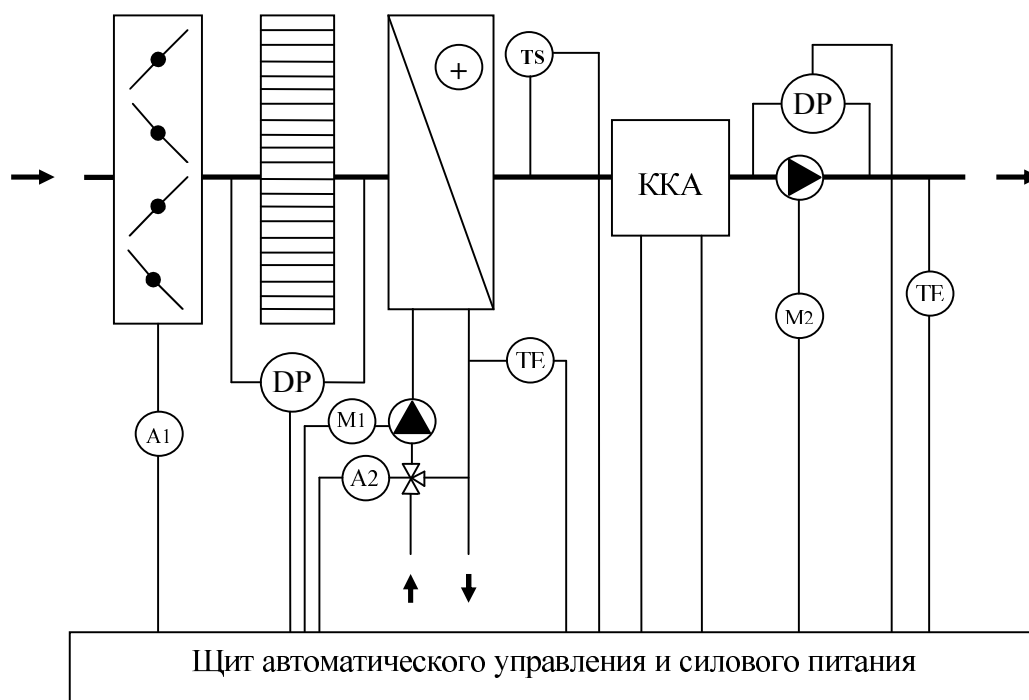 TS
+
DP
ККА
TE
M2
TE
DP
M1
A1
A2
Щит автоматического управления и силового питания